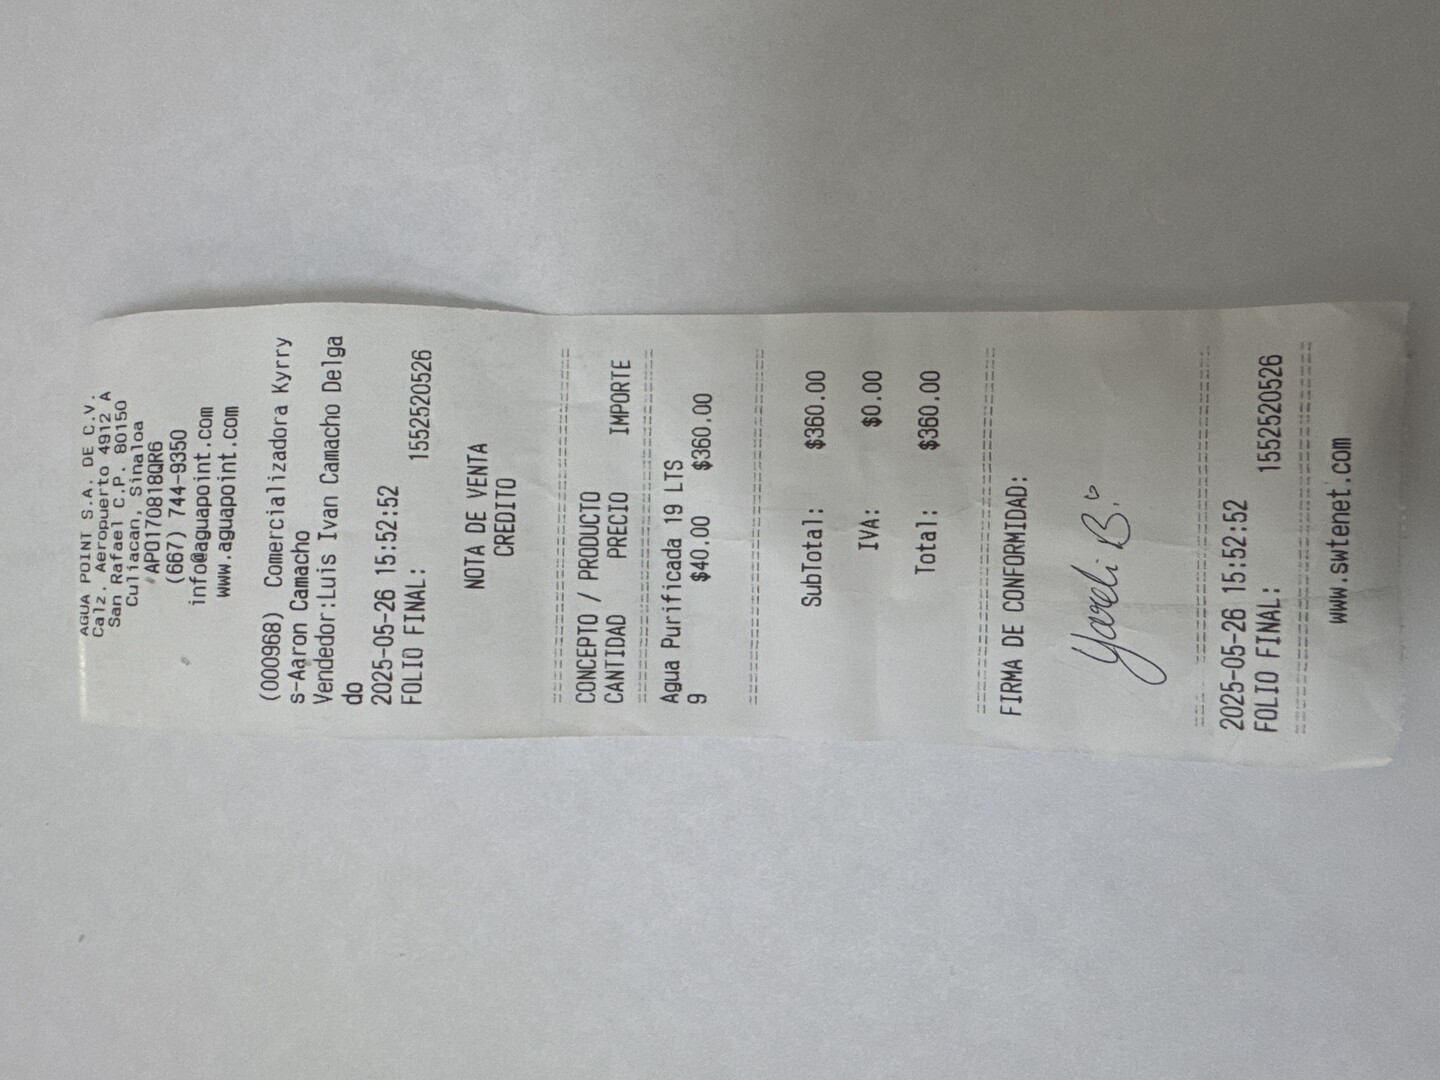 AGUA POINT S.A. DE C.V.
Calz. Aeropuerto 4912 A
San Rafael C.P. 80150
Culiacan, Sinaloa
APO170818QR6
(667) 744-9350
info@aguapoint.com
www.aguapoint.com
(000968) Comercializadora Kyrry
s-Aaron Camacho
Vendedor:Luis Ivan Camacho Delga
do
2025-05-26 15:52:52
FOLIO FINAL: 1552520526
NOTA DE VENTA
CREDITO
================================
CONCEPTO / PRODUCTO
CANTIDAD PRECIO IMPORTE
================================
Agua Purificada 19 LTS
9 $40.00 $360.00
================================
SubTotal: $360.00
IVA: $0.00
Total: $360.00
================================
FIRMA DE CONFORMIDAD:
Yareli B.
================================
2025-05-26 15:52:52
FOLIO FINAL: 1552520526
================================
www.swtenet.com